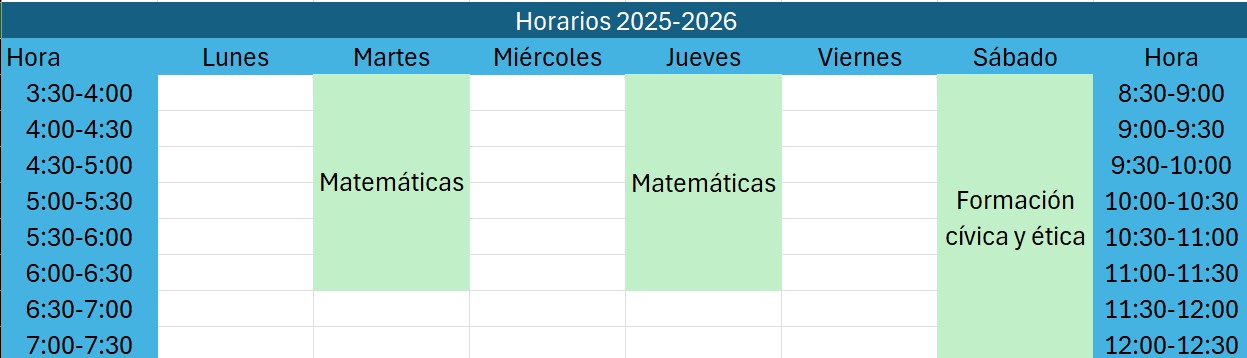 Horarios 2025-2026
Hora Lunes Martes Miércoles Jueves Viernes Sábado Hora
3:30-4:00 8:30-9:00
4:00-4:30 9:00-9:30
4:30-5:00 9:30-10:00
Matemáticas Matemáticas
5:00-5:30 Formación 10:00-10:30
5:30-6:00 cívica y ética 10:30-11:00
6:00-6:30 11:00-11:30
6:30-7:00 11:30-12:00
7:00-7:30 12:00-12:30